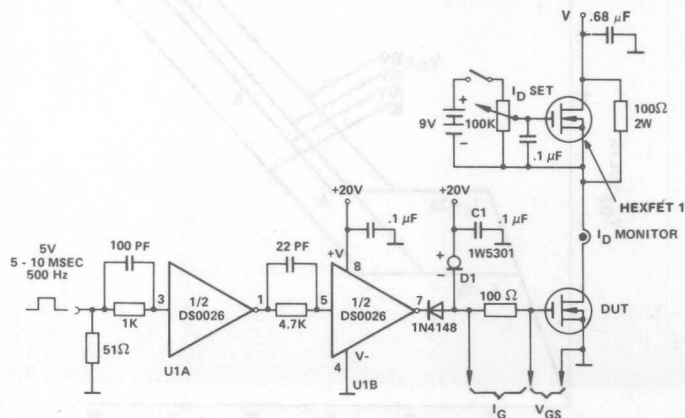 V
.68 μF
I_D SET
9V
+
−
100K
.1 μF
100Ω
2W
HEXFET 1
I_D MONITOR
+20V
+20V
.1 μF
C1
.1 μF
1W5301
+
−
D1
5V
5 - 10 MSEC
500 Hz
100 PF
1K
51Ω
3
1/2
DS0026
U1A
1
22 PF
4.7K
5
+V
8
1/2
DS0026
V-
4
U1B
7
1N4148
100 Ω
DUT
I_G
V_GS